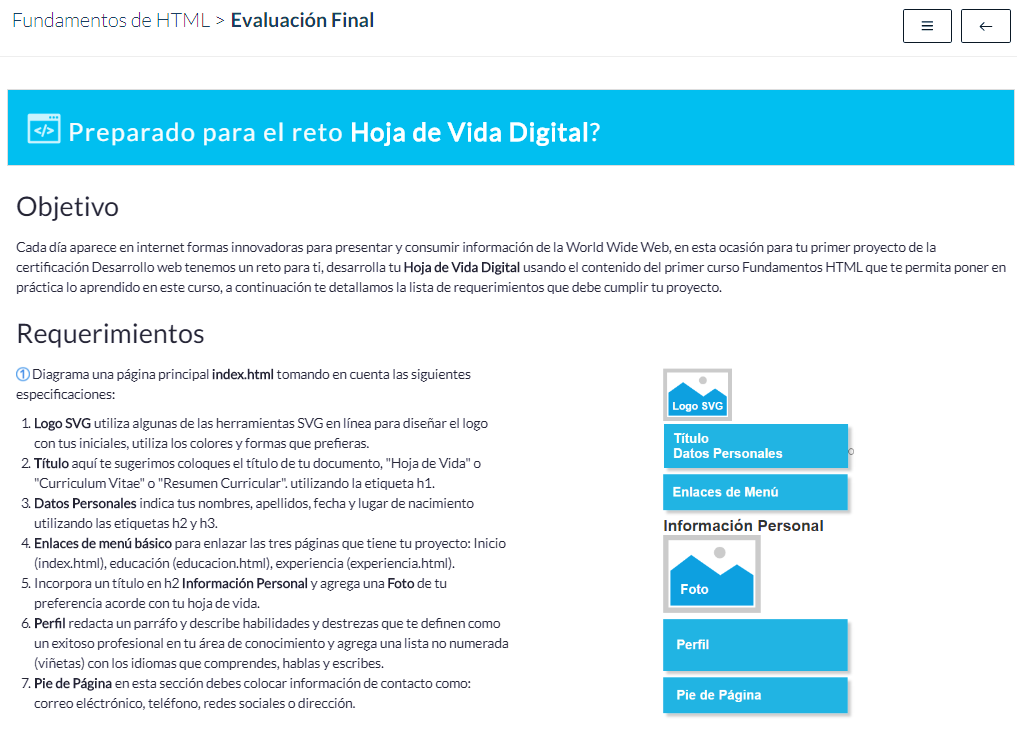 Fundamentos de HTML > Evaluación Final
Preparado para el reto Hoja de Vida Digital?
Objetivo
Cada día aparece en internet formas innovadoras para presentar y consumir información de la World Wide Web, en esta ocasión para tu primer proyecto de la
certificación Desarrollo web tenemos un reto para ti, desarrolla tu Hoja de Vida Digital usando el contenido del primer curso Fundamentos HTML que te permita poner en
práctica lo aprendido en este curso, a continuación te detallamos la lista de requerimientos que debe cumplir tu proyecto.
Requerimientos
① Diagrama una página principal index.html tomando en cuenta las siguientes
especificaciones:
1. Logo SVG utiliza algunas de las herramientas SVG en línea para diseñar el logo
con tus iniciales, utiliza los colores y formas que prefieras.
2. Título aquí te sugerimos coloques el título de tu documento, "Hoja de Vida" o
"Curriculum Vitae" o "Resumen Curricular". utilizando la etiqueta h1.
3. Datos Personales indica tus nombres, apellidos, fecha y lugar de nacimiento
utilizando las etiquetas h2 y h3.
4. Enlaces de menú básico para enlazar las tres páginas que tiene tu proyecto: Inicio
(index.html), educación (educacion.html), experiencia (experiencia.html).
5. Incorpora un título en h2 Información Personal y agrega una Foto de tu
preferencia acorde con tu hoja de vida.
6. Perfil redacta un parráfo y describe habilidades y destrezas que te definen como
un exitoso profesional en tu área de conocimiento y agrega una lista no numerada
(viñetas) con los idiomas que comprendes, hablas y escribes.
7. Pie de Página en esta sección debes colocar información de contacto como:
correo eléctrónico, teléfono, redes sociales o dirección.
Logo SVG
Título
Datos Personales
Enlaces de Menú
Información Personal
Foto
Perfil
Pie de Página